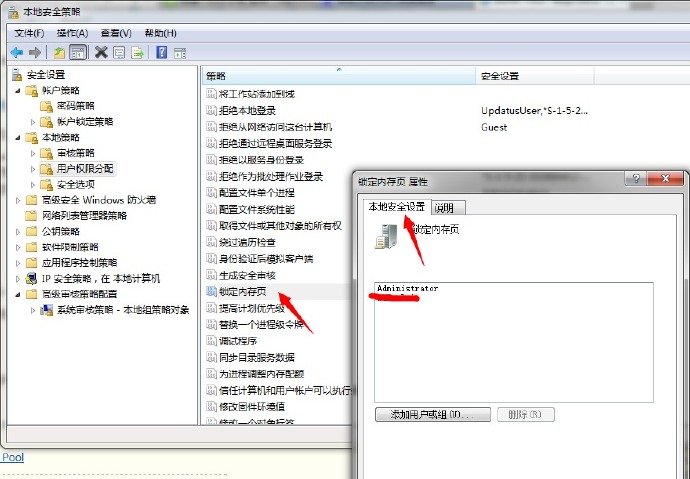 本地安全策略
文件(F) 操作(A) 查看(V) 帮助(H)
安全设置
帐户策略
密码策略
帐户锁定策略
本地策略
审核策略
用户权限分配
安全选项
高级安全 Windows 防火墙
网络列表管理器策略
公钥策略
软件限制策略
应用程序控制策略
IP 安全策略，在 本地计算机
高级审核策略配置
系统审核策略 - 本地组策略对象
策略 安全设置
将工作站添加到域
拒绝本地登录 UpdatusUser,*S-1-5-2...
拒绝从网络访问这台计算机 Guest
拒绝通过远程桌面服务登录
拒绝以服务身份登录
拒绝作为批处理作业登录
配置文件单个进程
配置文件系统性能
取得文件或其他对象的所有权
绕过遍历检查
身份验证后模拟客户端
生成安全审核
锁定内存页
提高计划优先级
替换一个进程级令牌
调试程序
同步目录服务数据
为进程调整内存配额
信任计算机和用户帐户可以执行
修改固件环境值
修改一个对象标签
锁定内存页 属性
本地安全设置 说明
锁定内存页
Administrator
添加用户或组(U)... 删除(R)
Pool